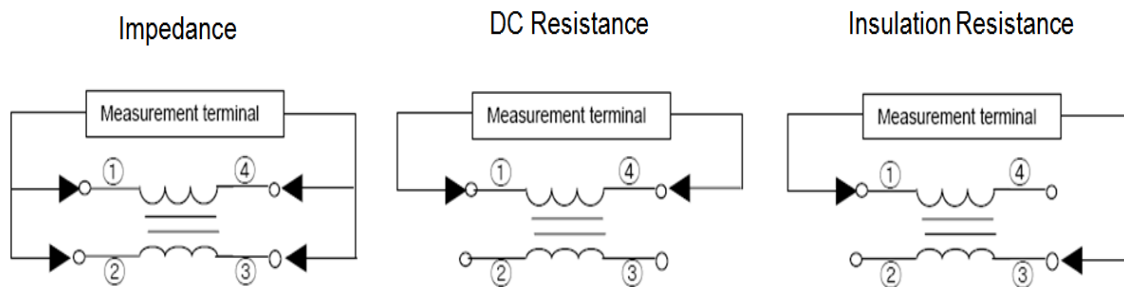 Impedance
DC Resistance
Insulation Resistance
Measurement terminal
Measurement terminal
Measurement terminal
① ④
① ④
① ④
② ③
② ③
② ③